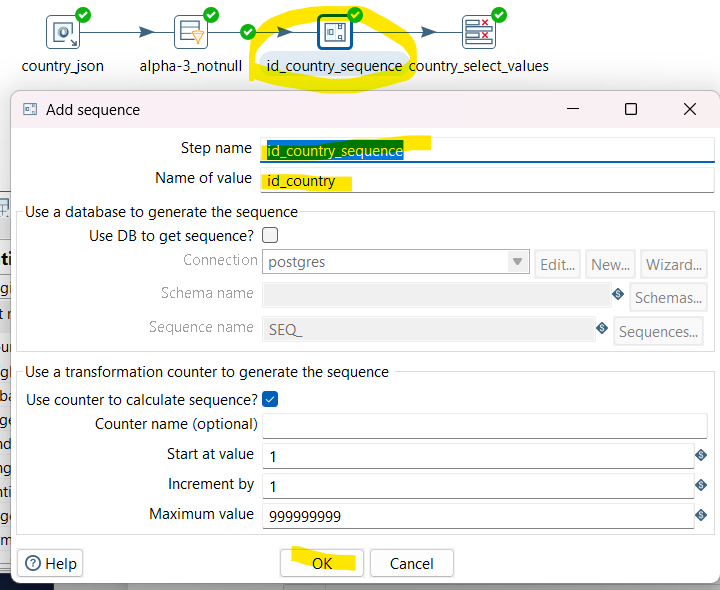 country_json alpha-3_notnull id_country_sequence country_select_values
Add sequence
Step name id_country_sequence
Name of value id_country
Use a database to generate the sequence
Use DB to get sequence?
Connection postgres Edit... New... Wizard...
Schema name Schemas...
Sequence name SEQ_ Sequences...
Use a transformation counter to generate the sequence
Use counter to calculate sequence?
Counter name (optional)
Start at value 1
Increment by 1
Maximum value 999999999
Help OK Cancel